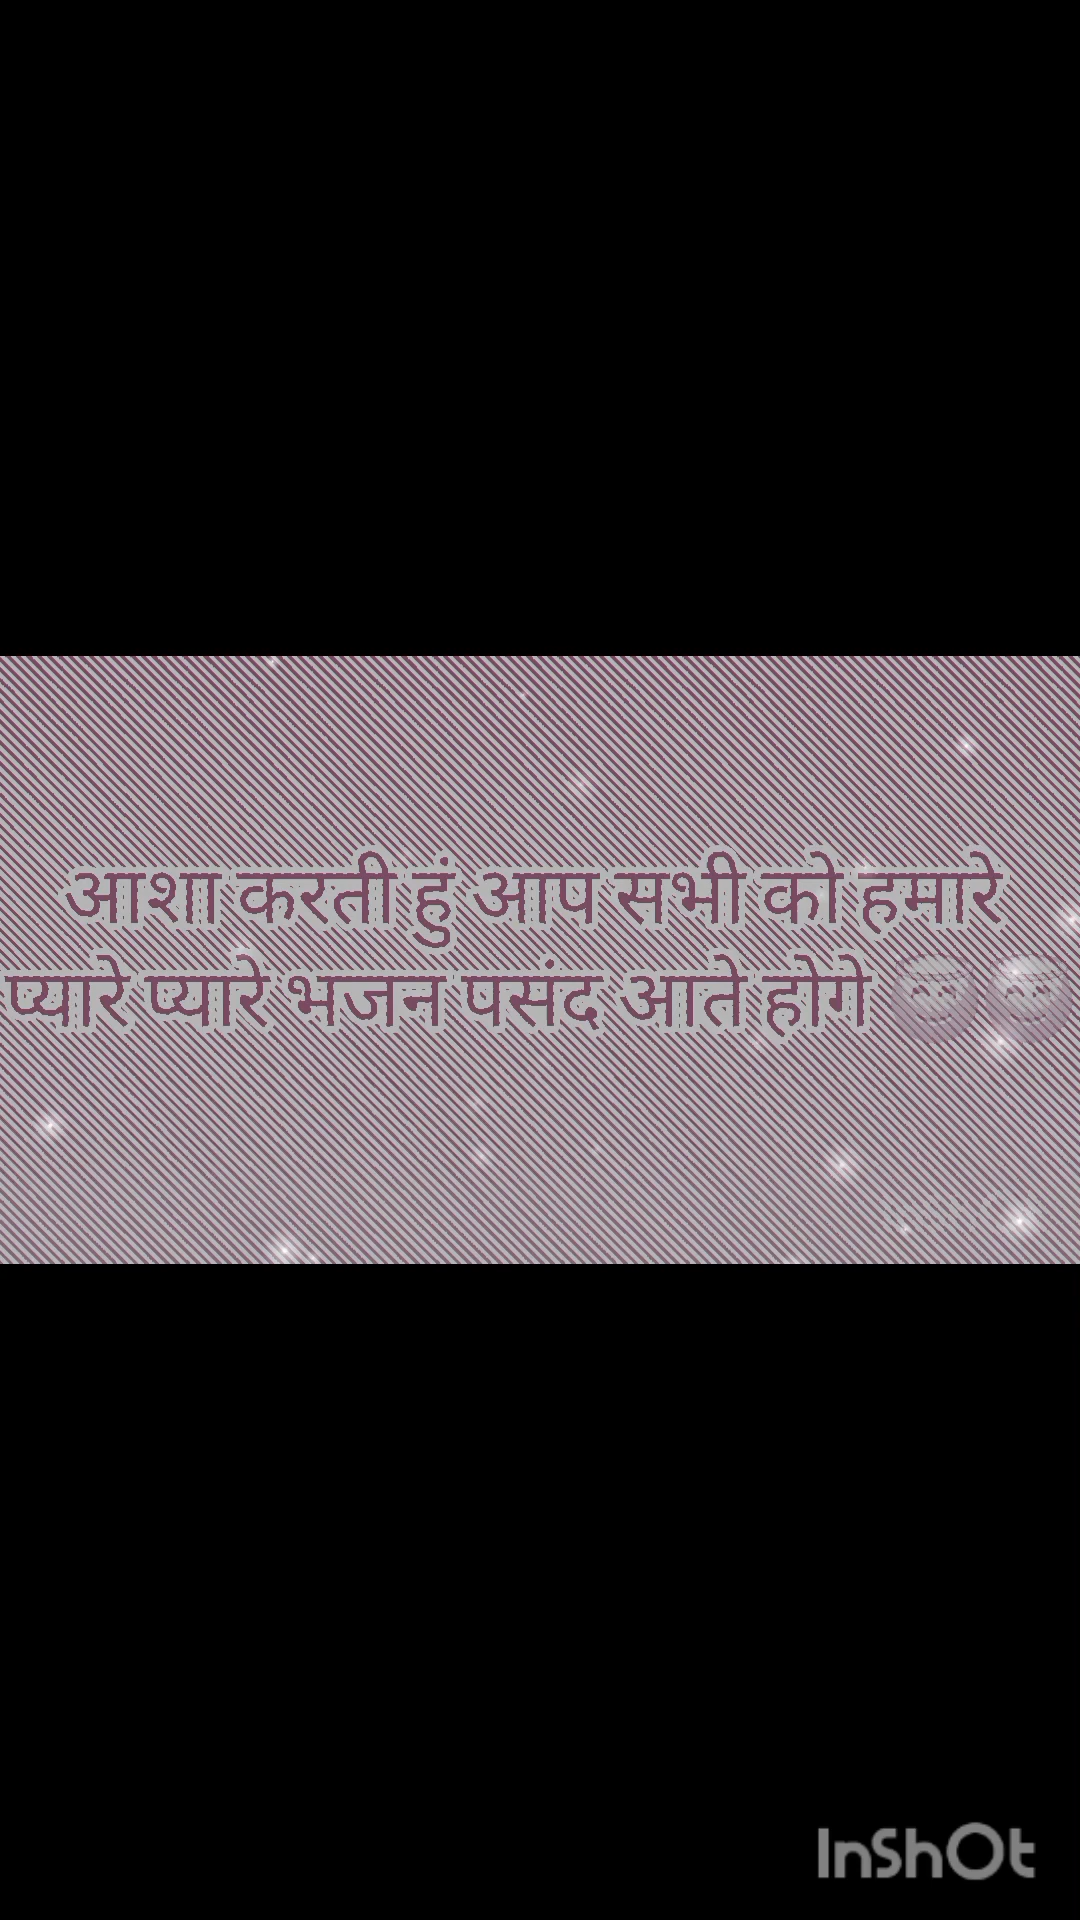 आशा करती हुं आप सभी को हमारे
प्यारे प्यारे भजन पसंद आते होगे
InShOt